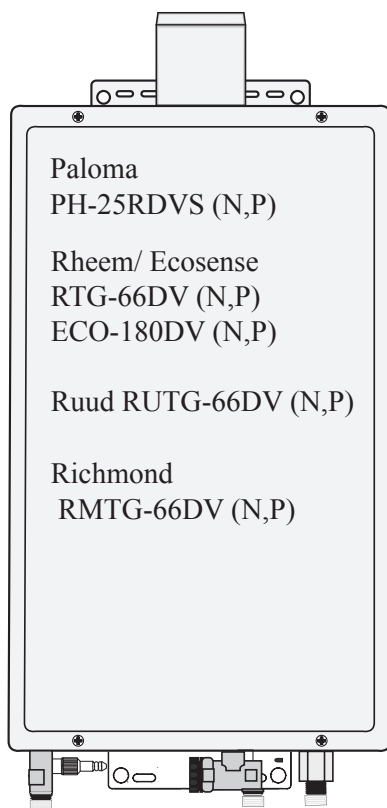 Paloma
PH-25RDVS (N,P)
Rheem/ Ecosense
RTG-66DV (N,P)
ECO-180DV (N,P)
Ruud RUTG-66DV (N,P)
Richmond
RMTG-66DV (N,P)